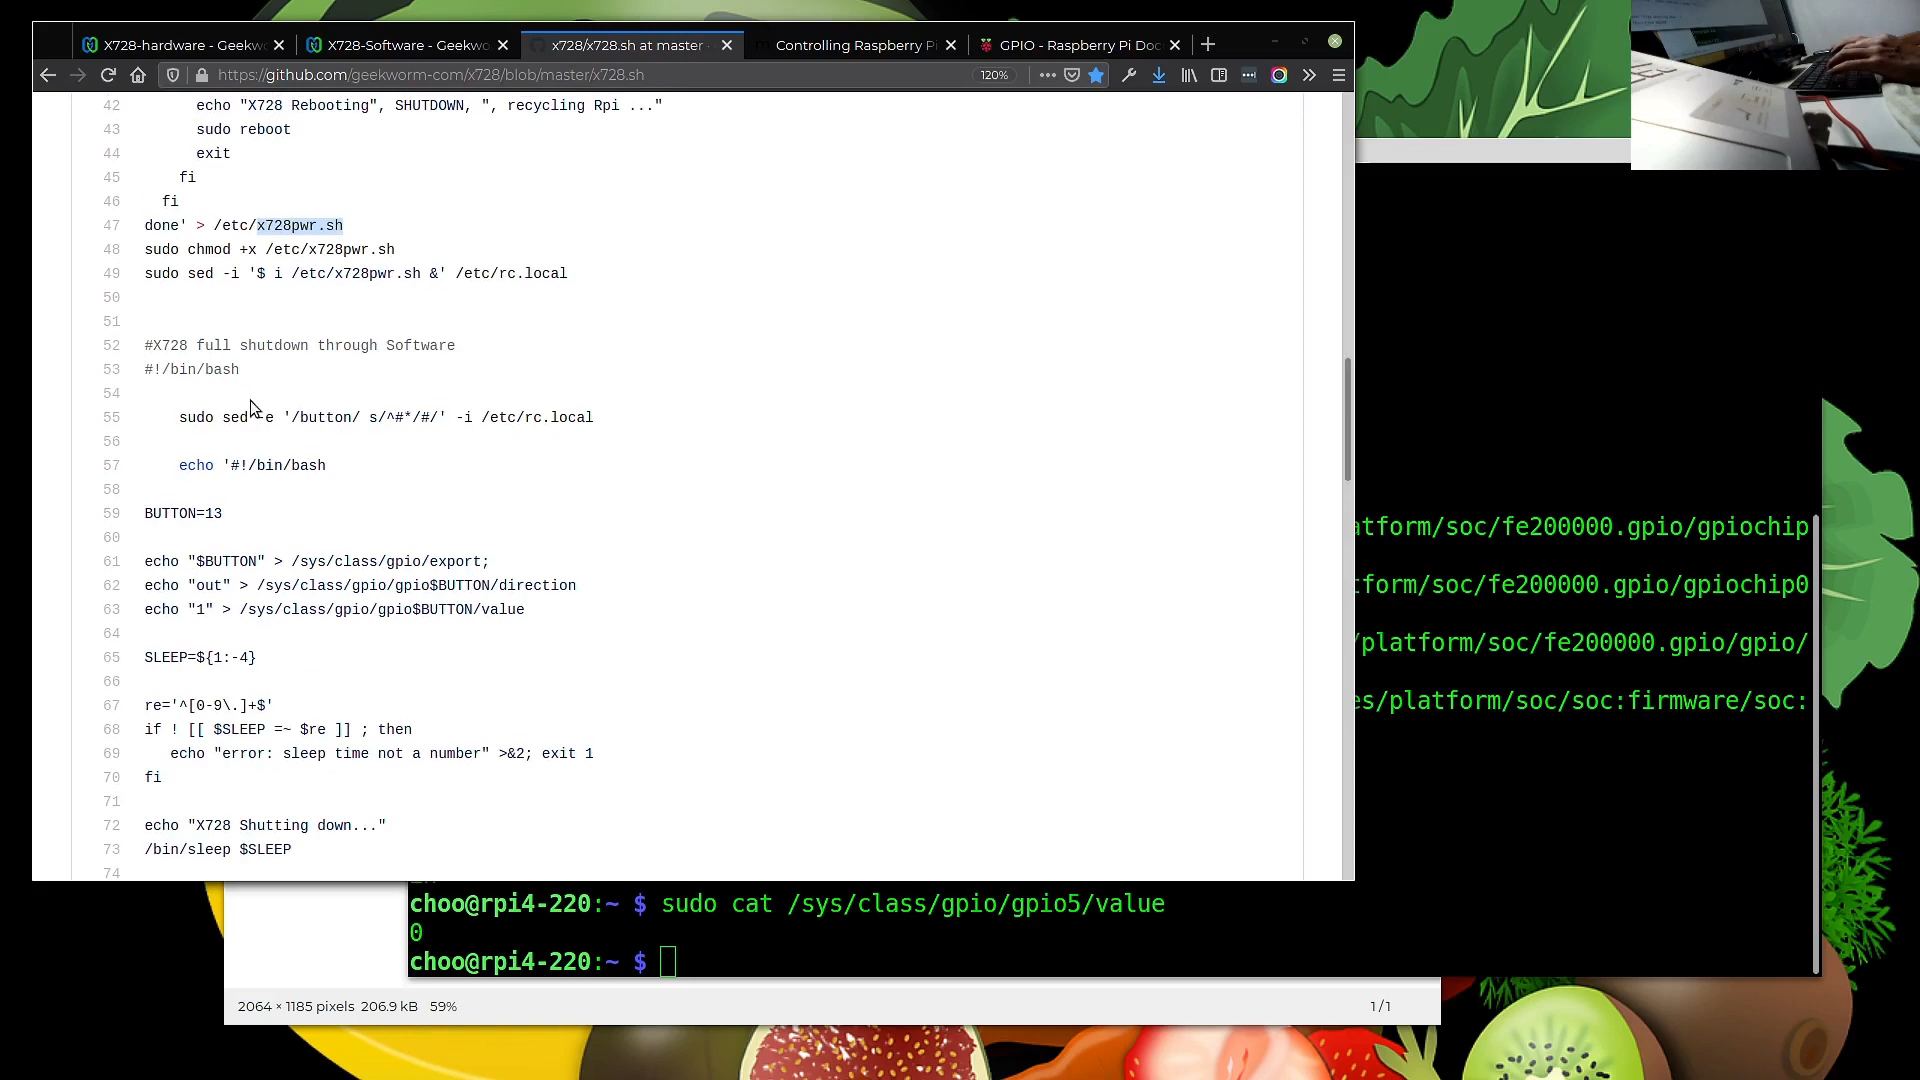 X728-hardware - Geekw
X728-Software - Geekwo
x728/x728.sh at master
Controlling Raspberry Pi
GPIO - Raspberry Pi Doc
https://github.com/geekworm-com/x728/blob/master/x728.sh
120%
42 echo "X728 Rebooting", SHUTDOWN, ", recycling Rpi ..."
43 sudo reboot
44 exit
45 fi
46 fi
47 done' > /etc/x728pwr.sh
48 sudo chmod +x /etc/x728pwr.sh
49 sudo sed -i '$ i /etc/x728pwr.sh &' /etc/rc.local
50
51
52 #X728 full shutdown through Software
53 #!/bin/bash
54
55 sudo sed -e '/button/ s/^#*/#/' -i /etc/rc.local
56
57 echo '#!/bin/bash
58
59 BUTTON=13
60
61 echo "$BUTTON" > /sys/class/gpio/export;
62 echo "out" > /sys/class/gpio/gpio$BUTTON/direction
63 echo "1" > /sys/class/gpio/gpio$BUTTON/value
64
65 SLEEP=${1:-4}
66
67 re='^[0-9\.]+$'
68 if ! [[ $SLEEP =~ $re ]] ; then
69 echo "error: sleep time not a number" >&2; exit 1
70 fi
71
72 echo "X728 Shutting down..."
73 /bin/sleep $SLEEP
74
atform/soc/fe200000.gpio/gpiochip
tform/soc/fe200000.gpio/gpiochip0
/platform/soc/fe200000.gpio/gpio/
es/platform/soc/soc:firmware/soc:
choo@rpi4-220:~ $ sudo cat /sys/class/gpio/gpio5/value
0
choo@rpi4-220:~ $
2064 × 1185 pixels 206.9 kB 59%
1 / 1